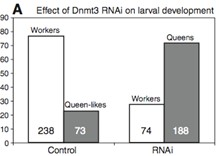 A Effect of Dnmt3 RNAi on larval development
90
80
70
60
50
40
30
20
10
0
Workers
Queen-likes
Workers
Queens
238
73
74
188
Control
RNAi